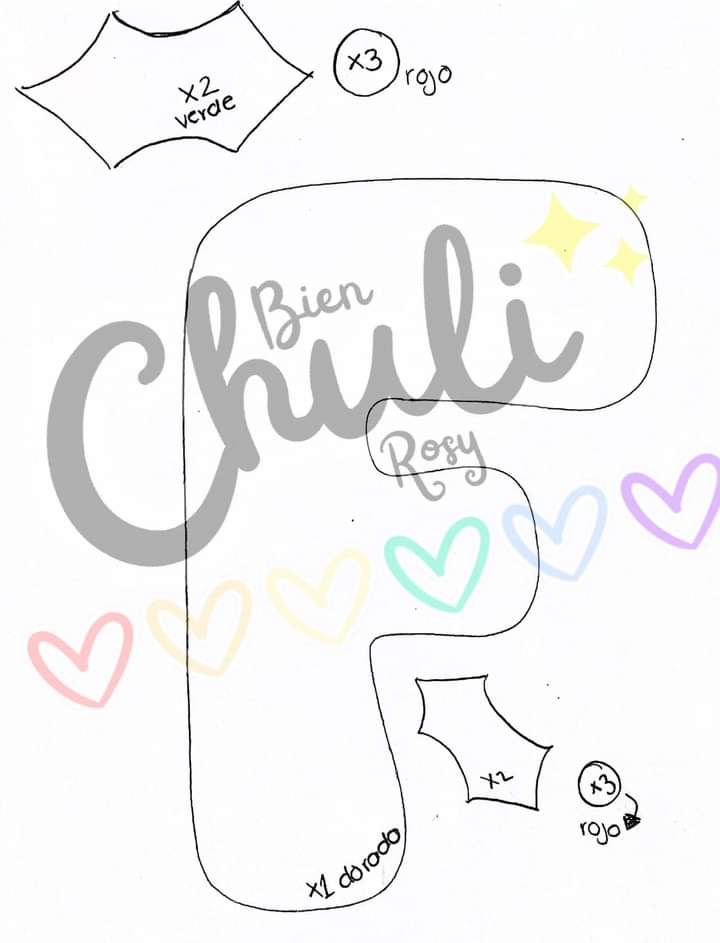 x2
verde
x3
rojo
Bien
Chuli
Rosy
x2
x3
rojo
x1 dorado